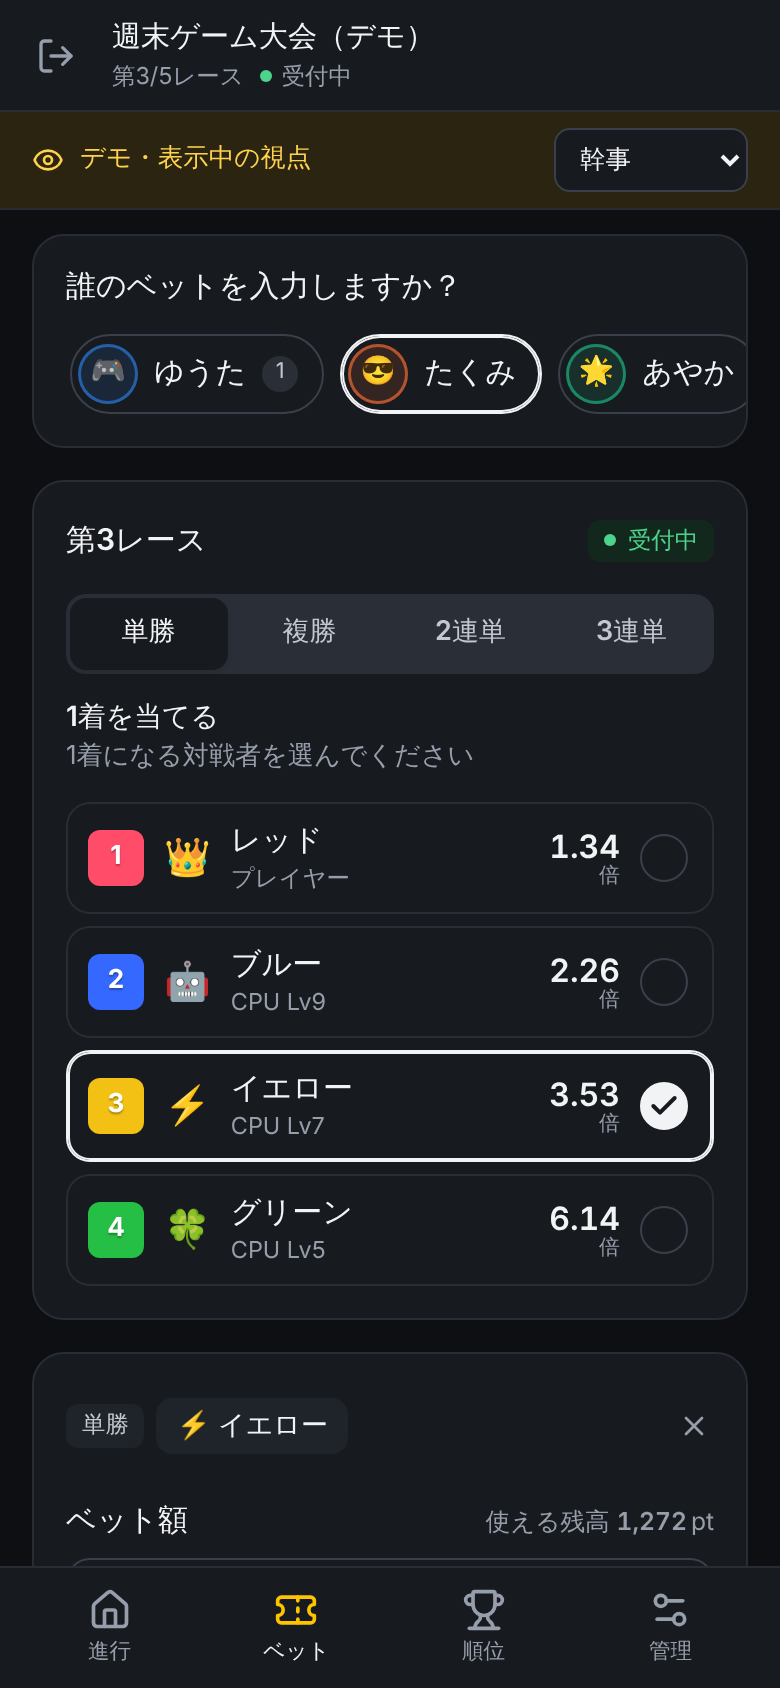 週末ゲーム大会（デモ）
第3/5レース 受付中
デモ・表示中の視点 幹事
誰のベットを入力しますか？
ゆうた 1 たくみ あやか
第3レース 受付中
単勝 複勝 2連単 3連単
1着を当てる
1着になる対戦者を選んでください
1 レッド 1.34
プレイヤー 倍
2 ブルー 2.26
CPU Lv9 倍
3 イエロー 3.53
CPU Lv7 倍
4 グリーン 6.14
CPU Lv5 倍
単勝 イエロー
ベット額 使える残高 1,272 pt
進行 ベット 順位 管理